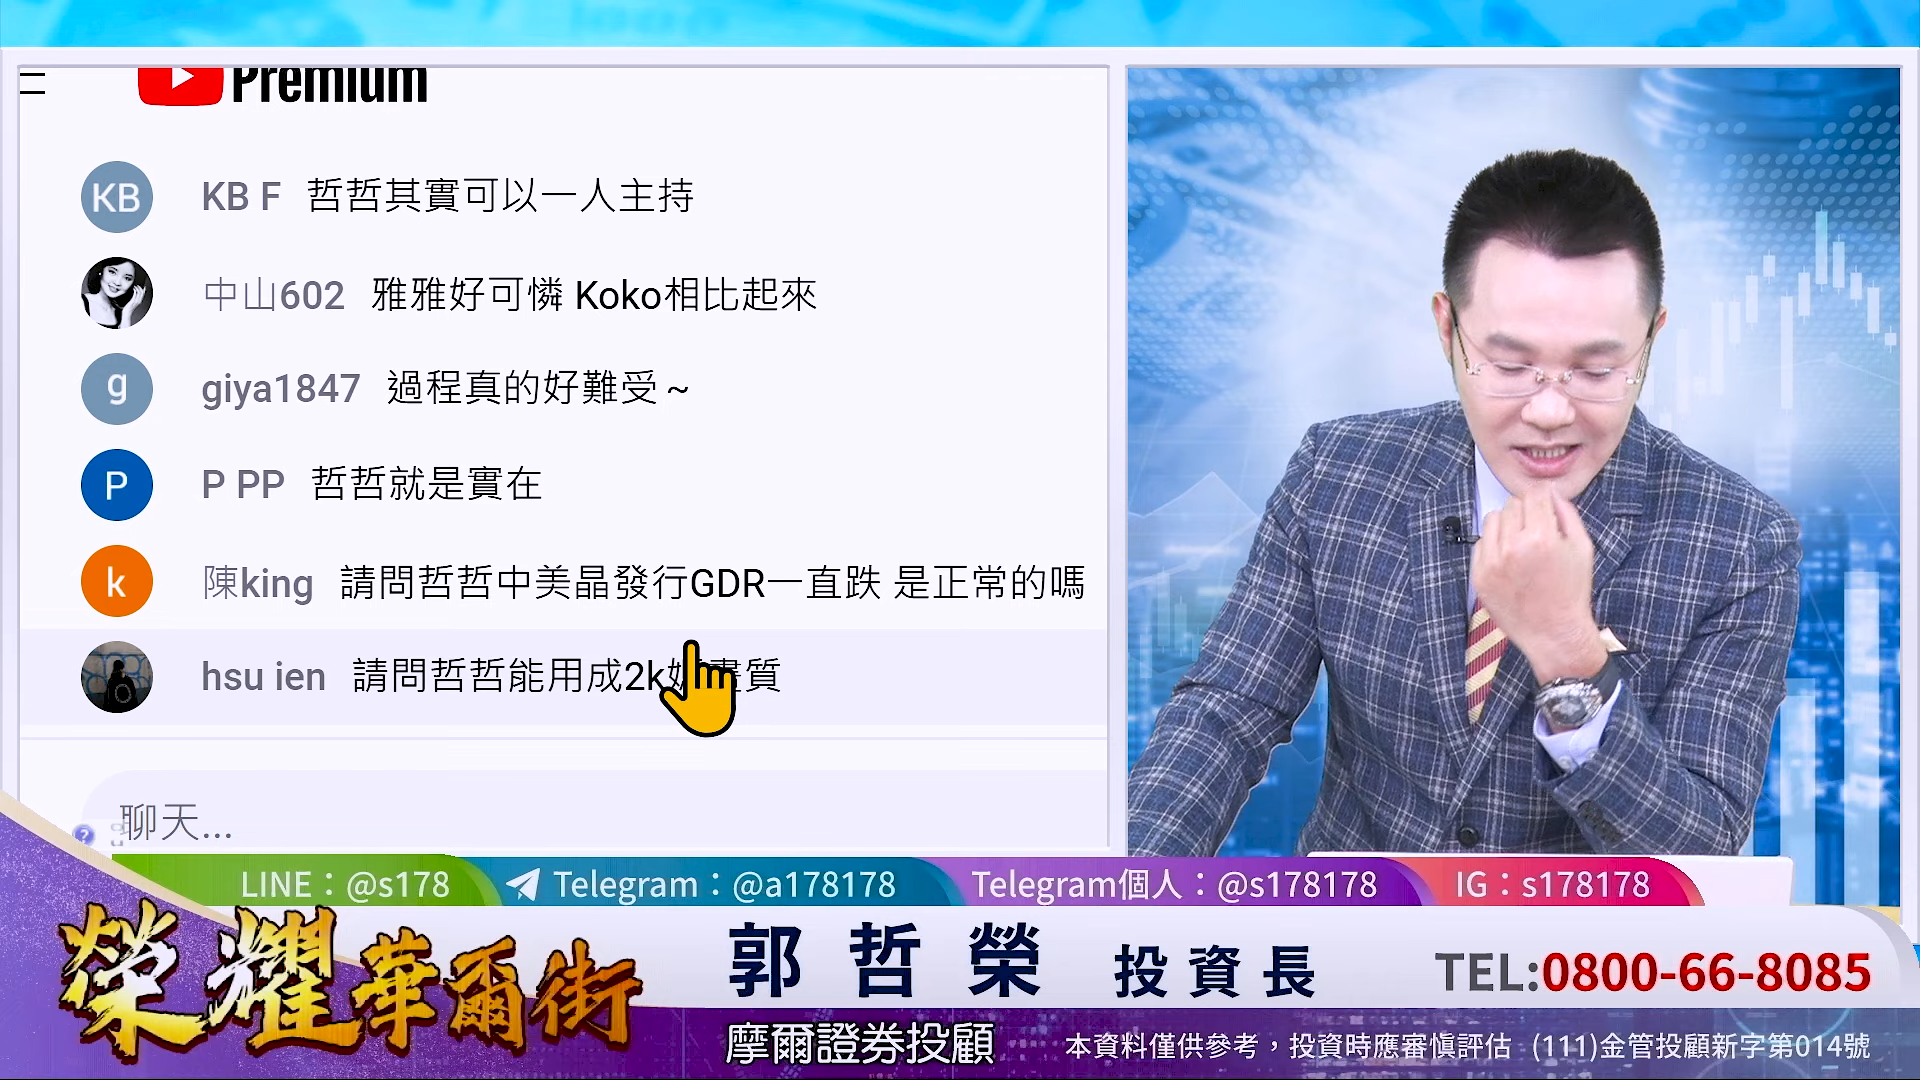 Premium
KB KB F 哲哲其實可以一人主持
中山602 雅雅好可憐 Koko相比起來
g giya1847 過程真的好難受~
P P PP 哲哲就是實在
k 陳king 請問哲哲中美晶發行GDR一直跌 是正常的嗎
hsu ien 請問哲哲能用成2k 畫質
聊天...
LINE：@s178 Telegram：@a178178 Telegram個人：@s178178 IG：s178178
榮耀華爾街
郭哲榮 投資長 TEL:0800-66-8085
摩爾證券投顧 本資料僅供參考，投資時應審慎評估 (111)金管投顧新字第014號